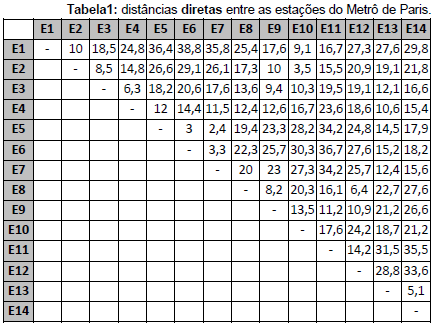 Tabela1: distâncias diretas entre as estações do Metrô de Paris.
E1 E2 E3 E4 E5 E6 E7 E8 E9 E10 E11 E12 E13 E14
E1 - 10 18,5 24,8 36,4 38,8 35,8 25,4 17,6 9,1 16,7 27,3 27,6 29,8
E2 - 8,5 14,8 26,6 29,1 26,1 17,3 10 3,5 15,5 20,9 19,1 21,8
E3 - 6,3 18,2 20,6 17,6 13,6 9,4 10,3 19,5 19,1 12,1 16,6
E4 - 12 14,4 11,5 12,4 12,6 16,7 23,6 18,6 10,6 15,4
E5 - 3 2,4 19,4 23,3 28,2 34,2 24,8 14,5 17,9
E6 - 3,3 22,3 25,7 30,3 36,7 27,6 15,2 18,2
E7 - 20 23 27,3 34,2 25,7 12,4 15,6
E8 - 8,2 20,3 16,1 6,4 22,7 27,6
E9 - 13,5 11,2 10,9 21,2 26,6
E10 - 17,6 24,2 18,7 21,2
E11 - 14,2 31,5 35,5
E12 - 28,8 33,6
E13 - 5,1
E14 -